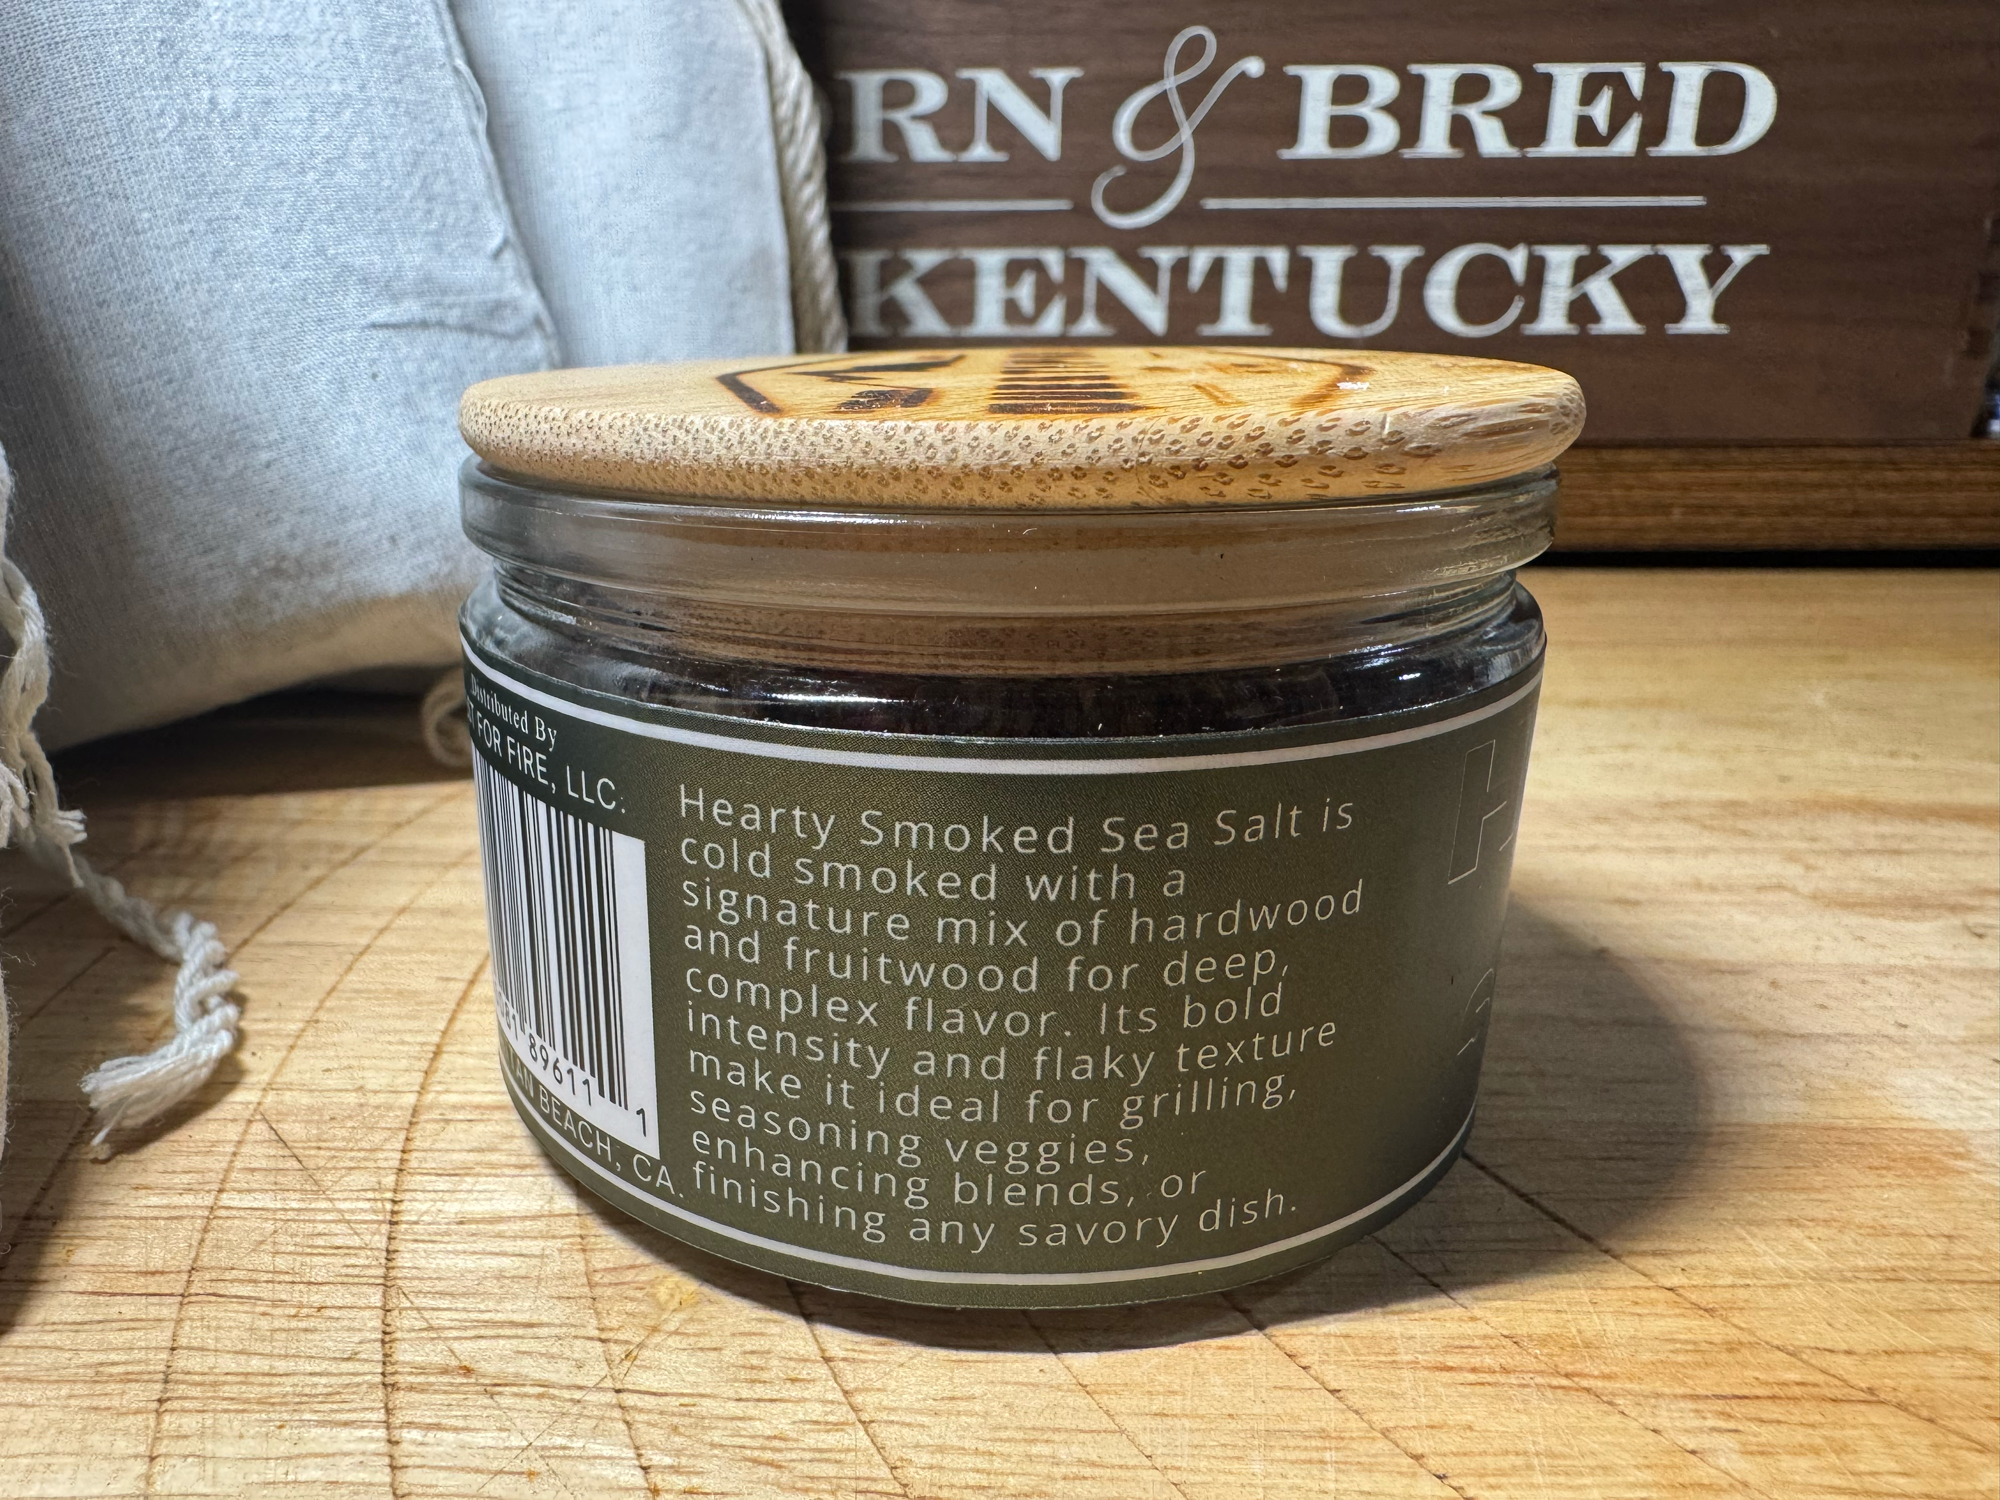 RN & BRED
KENTUCKY
Distributed By
FOR FIRE, LLC.
89611 1
BEACH, CA.
Hearty Smoked Sea Salt is
cold smoked with a
signature mix of hardwood
and fruitwood for deep,
complex flavor. Its bold
intensity and flaky texture
make it ideal for grilling,
seasoning veggies,
enhancing blends, or
finishing any savory dish.